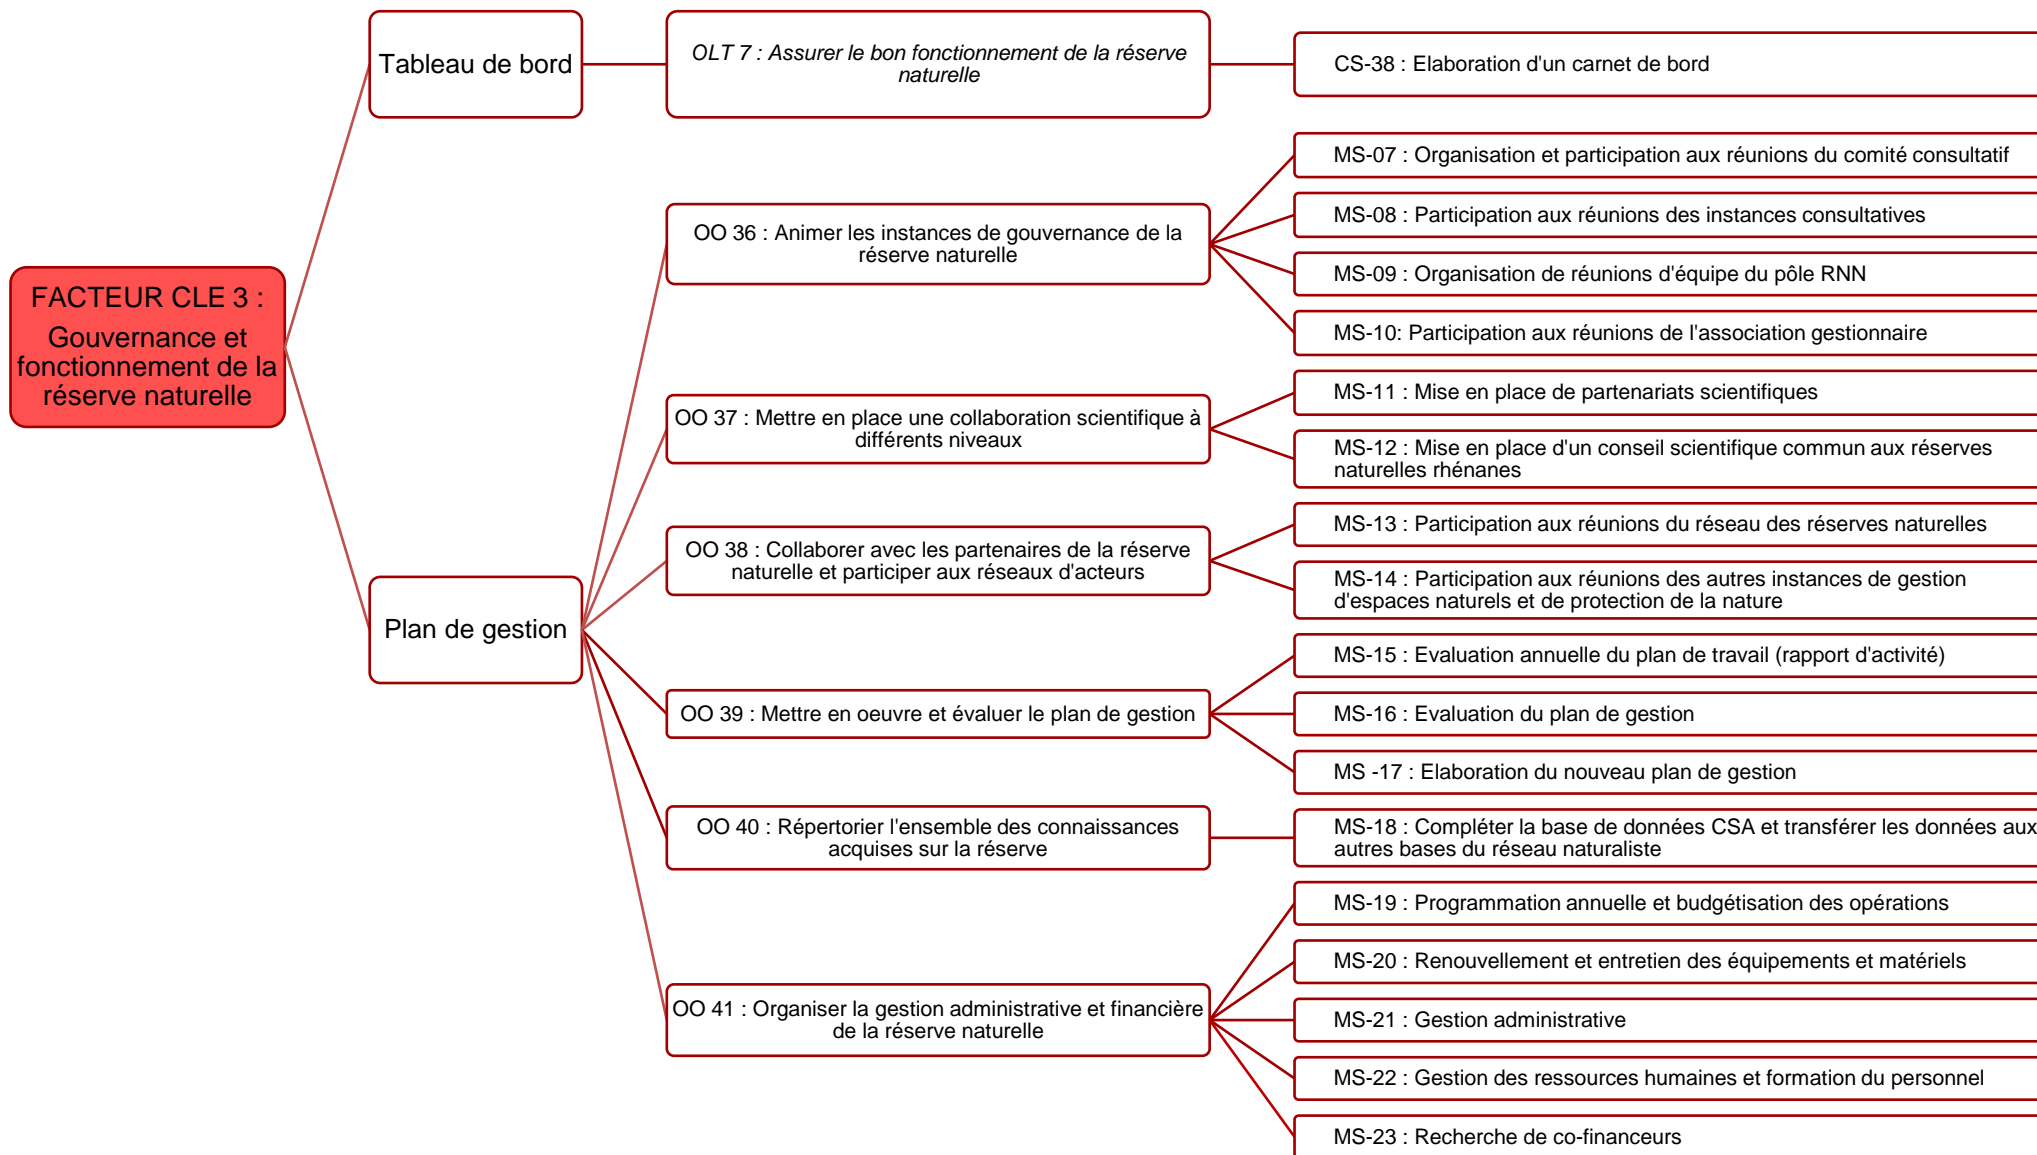 FACTEUR CLE 3 :
Gouvernance et
fonctionnement de la
réserve naturelle
Tableau de bord
OLT 7 : Assurer le bon fonctionnement de la réserve
naturelle
CS-38 : Elaboration d'un carnet de bord
Plan de gestion
OO 36 : Animer les instances de gouvernance de la
réserve naturelle
MS-07 : Organisation et participation aux réunions du comité consultatif
MS-08 : Participation aux réunions des instances consultatives
MS-09 : Organisation de réunions d'équipe du pôle RNN
MS-10: Participation aux réunions de l'association gestionnaire
OO 37 : Mettre en place une collaboration scientifique à
différents niveaux
MS-11 : Mise en place de partenariats scientifiques
MS-12 : Mise en place d'un conseil scientifique commun aux réserves
naturelles rhénanes
OO 38 : Collaborer avec les partenaires de la réserve
naturelle et participer aux réseaux d'acteurs
MS-13 : Participation aux réunions du réseau des réserves naturelles
MS-14 : Participation aux réunions des autres instances de gestion
d'espaces naturels et de protection de la nature
OO 39 : Mettre en oeuvre et évaluer le plan de gestion
MS-15 : Evaluation annuelle du plan de travail (rapport d'activité)
MS-16 : Evaluation du plan de gestion
MS -17 : Elaboration du nouveau plan de gestion
OO 40 : Répertorier l'ensemble des connaissances
acquises sur la réserve
MS-18 : Compléter la base de données CSA et transférer les données aux
autres bases du réseau naturaliste
OO 41 : Organiser la gestion administrative et financière
de la réserve naturelle
MS-19 : Programmation annuelle et budgétisation des opérations
MS-20 : Renouvellement et entretien des équipements et matériels
MS-21 : Gestion administrative
MS-22 : Gestion des ressources humaines et formation du personnel
MS-23 : Recherche de co-financeurs